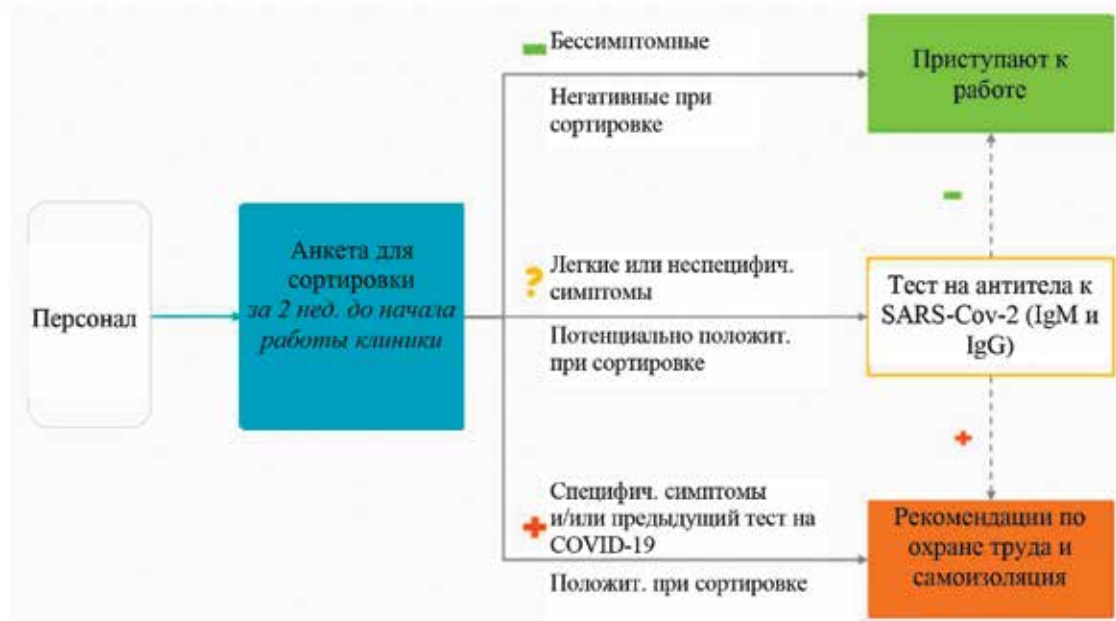 Персонал
Анкета для
сортировки
за 2 нед. до начала
работы клиники
Бессимптомные
Негативные при
сортировке
Приступают к
работе
?
Легкие или неспецифич.
симптомы
Потенциально положит.
при сортировке
Тест на антитела к
SARS-Cov-2 (IgM и
IgG)
Специфич. симптомы
и/или предыдущий тест на
COVID-19
Положит. при сортировке
Рекомендации по
охране труда и
самоизоляция